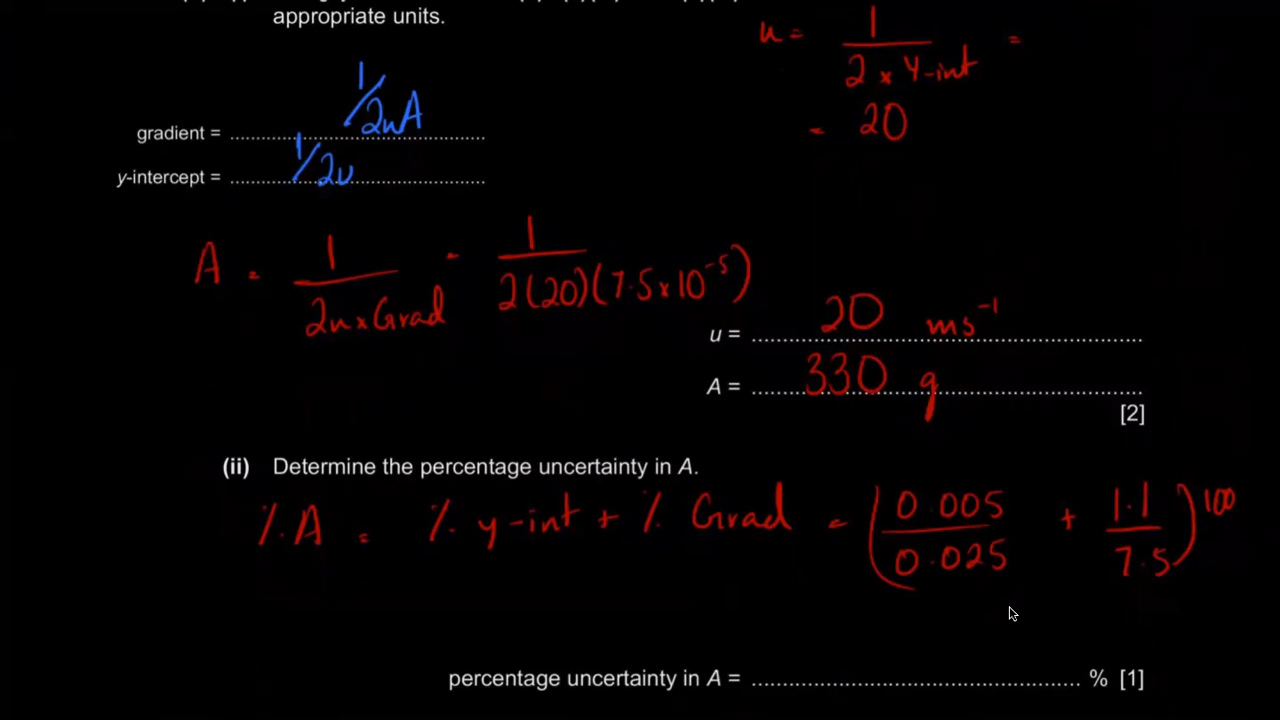 appropriate units.
u = 1 / 2 × Y-int =
= 20
gradient = 1/2uA
y-intercept = 1/2u
A = 1 / 2u × Grad = 1 / 2(20)(7.5×10⁻⁵)
u = 20 ms⁻¹
A = 330 g
[2]
(ii) Determine the percentage uncertainty in A.
% A = % y-int + % Grad = (0.005 / 0.025 + 1.1 / 7.5) 100
percentage uncertainty in A = % [1]